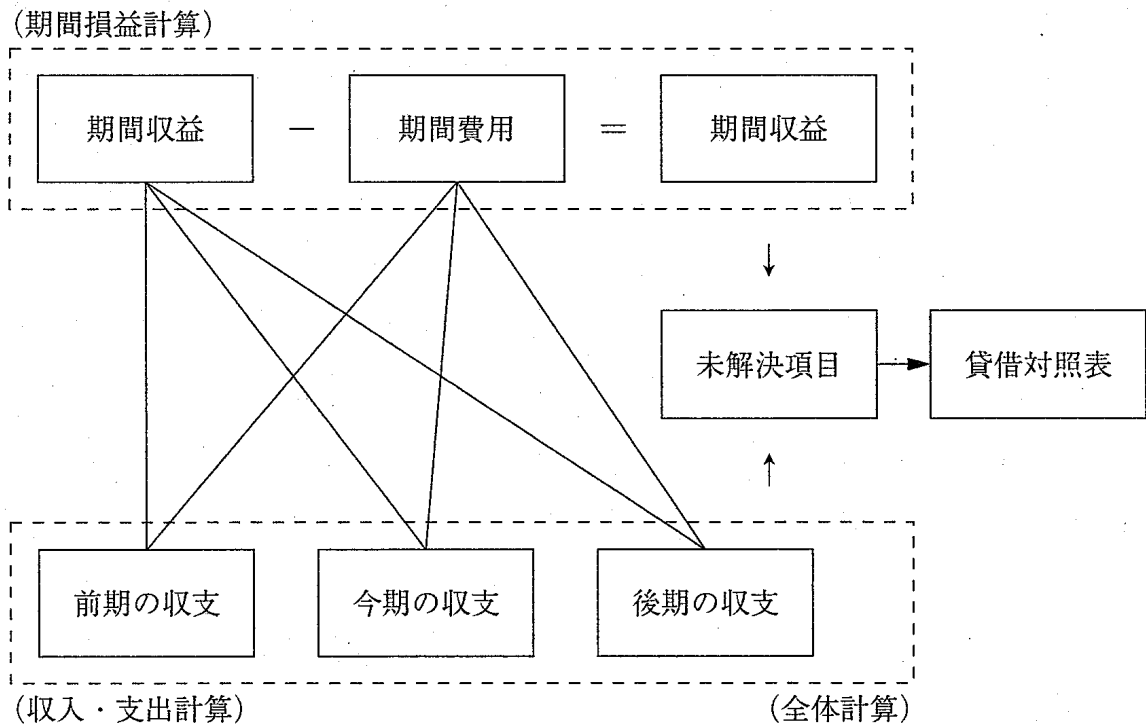 (期間損益計算)
期間収益 － 期間費用 ＝ 期間収益
未解決項目 貸借対照表
前期の収支 今期の収支 後期の収支
(収入・支出計算) (全体計算)